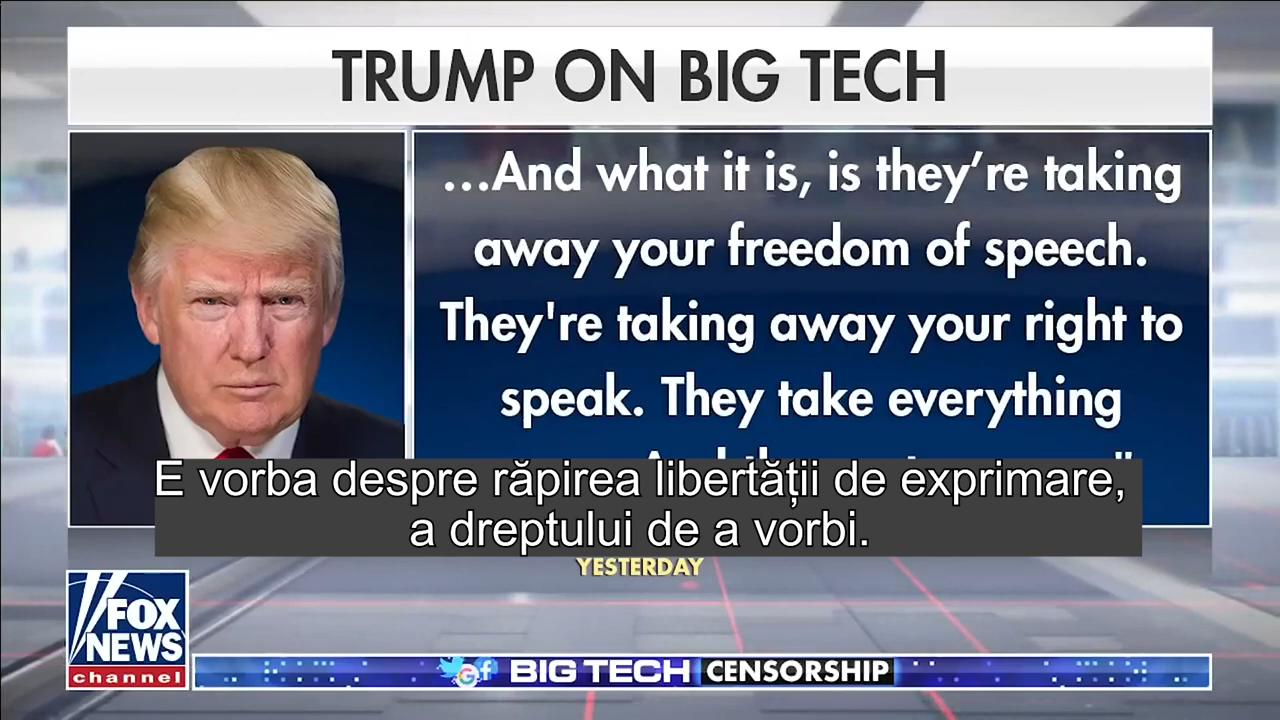 TRUMP ON BIG TECH
...And what it is, is they’re taking
away your freedom of speech.
They're taking away your right to
speak. They take everything
E vorba despre răpirea libertății de exprimare,
a dreptului de a vorbi.
YESTERDAY
FOX
NEWS
channel
BIG TECH CENSORSHIP